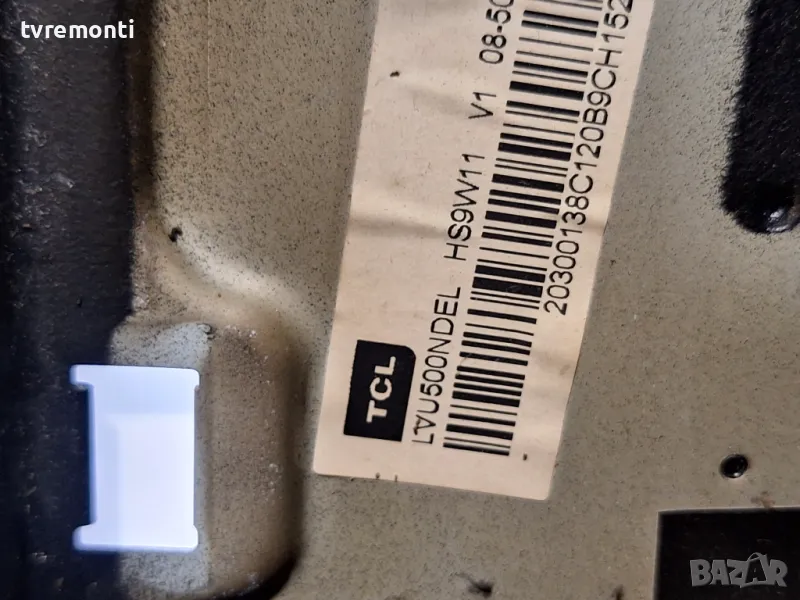 tvremonti
TCL
LVU500NDEL HS9W11 V1 08-50
20300138C120B9CH152
BAZAR